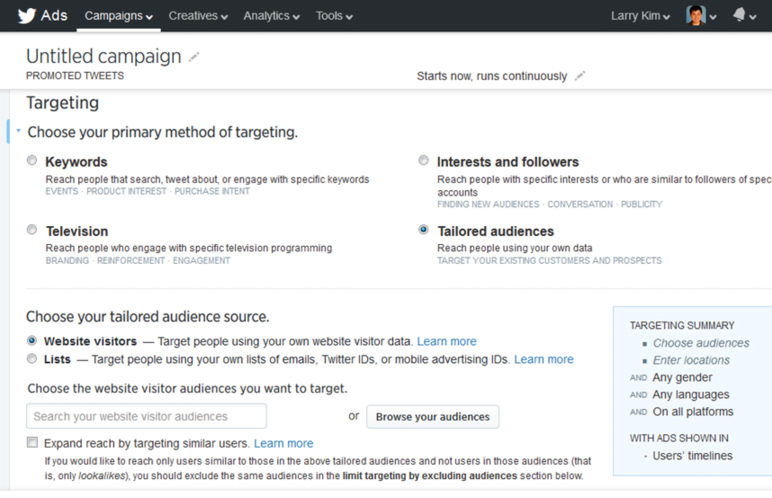 Ads Campaigns Creatives Analytics Tools Larry Kim
Untitled campaign
PROMOTED TWEETS
Starts now, runs continuously
Targeting
Choose your primary method of targeting.
Keywords
Reach people that search, tweet about, or engage with specific keywords
EVENTS · PRODUCT INTEREST · PURCHASE INTENT
Interests and followers
Reach people with specific interests or who are similar to followers of spec
accounts
FINDING NEW AUDIENCES · CONVERSATION · PUBLICITY
Television
Reach people who engage with specific television programming
BRANDING · REINFORCEMENT · ENGAGEMENT
Tailored audiences
Reach people using your own data
TARGET YOUR EXISTING CUSTOMERS AND PROSPECTS
Choose your tailored audience source.
Website visitors — Target people using your own website visitor data. Learn more
Lists — Target people using your own lists of emails, Twitter IDs, or mobile advertising IDs. Learn more
Choose the website visitor audiences you want to target.
Search your website visitor audiences or Browse your audiences
Expand reach by targeting similar users. Learn more
If you would like to reach only users similar to those in the above tailored audiences and not users in those audiences (that
is, only lookalikes), you should exclude the same audiences in the limit targeting by excluding audiences section below.
TARGETING SUMMARY
Choose audiences
Enter locations
AND Any gender
AND Any languages
AND On all platforms
WITH ADS SHOWN IN
Users' timelines